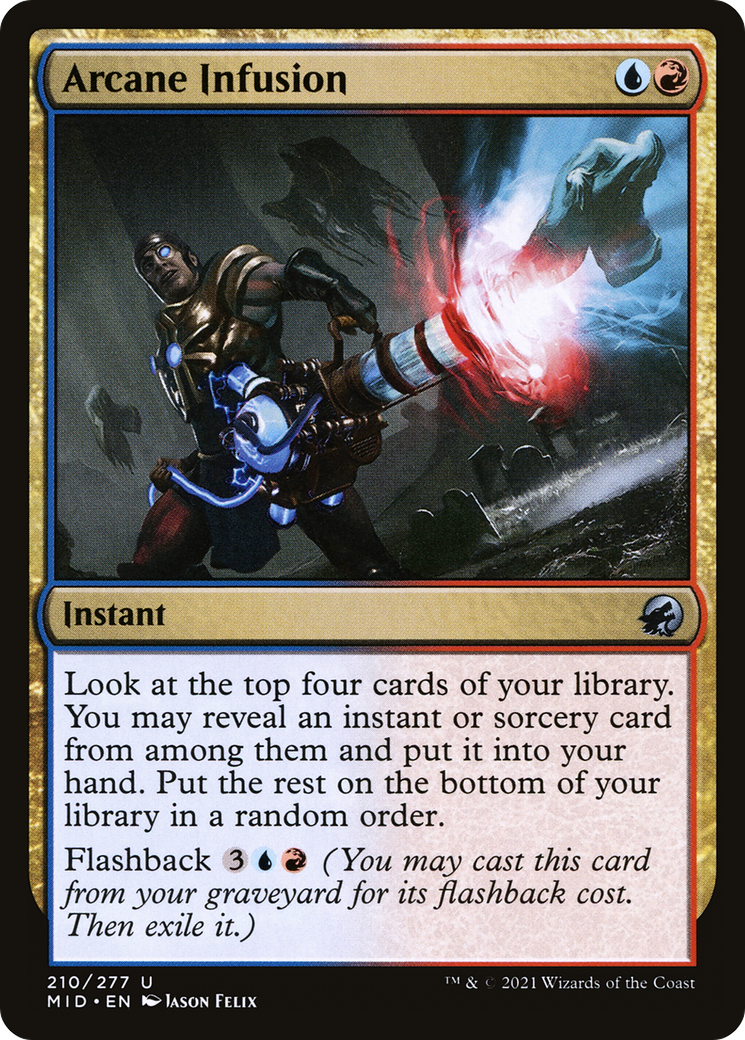 Arcane Infusion
Instant
Look at the top four cards of your library.
You may reveal an instant or sorcery card
from among them and put it into your
hand. Put the rest on the bottom of your
library in a random order.
Flashback 3 (You may cast this card
from your graveyard for its flashback cost.
Then exile it.)
210/277 U
MID • EN Jason Felix
™ & © 2021 Wizards of the Coast